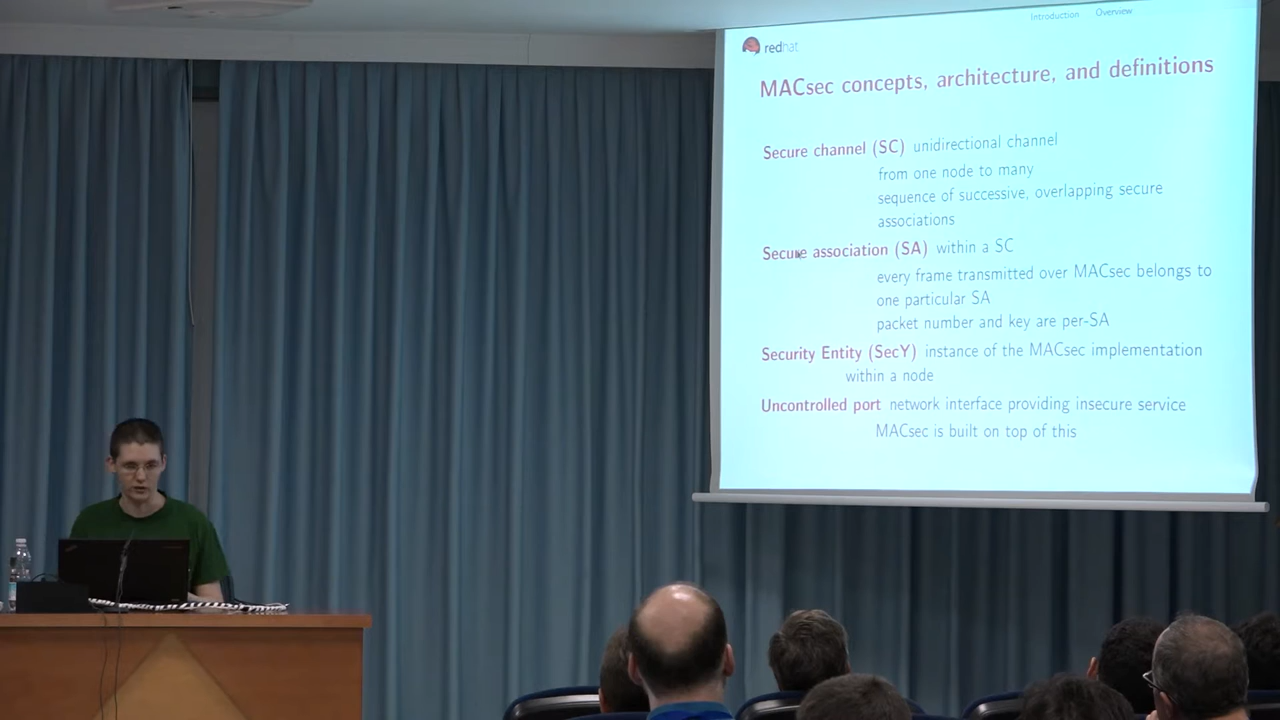 Introduction Overview
redhat
MACsec concepts, architecture, and definitions
Secure channel (SC) unidirectional channel
from one node to many
sequence of successive, overlapping secure
associations
Secure association (SA) within a SC
every frame transmitted over MACsec belongs to
one particular SA
packet number and key are per-SA
Security Entity (SecY) instance of the MACsec implementation
within a node
Uncontrolled port network interface providing insecure service
MACsec is built on top of this